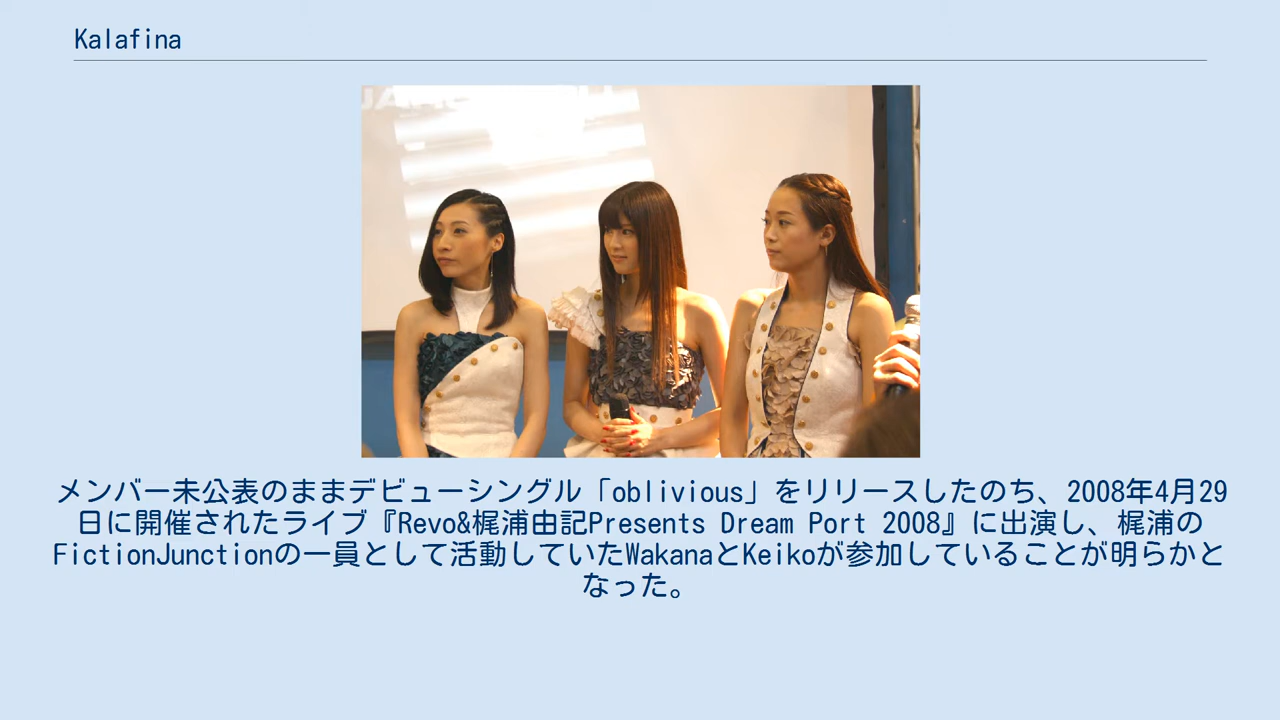 Kalafina
メンバー未公表のままデビューシングル「oblivious」をリリースしたのち、2008年4月29
日に開催されたライブ『Revo&梶浦由記Presents Dream Port 2008』に出演し、梶浦の
FictionJunctionの一員として活動していたWakanaとKeikoが参加していることが明らかと
なった。